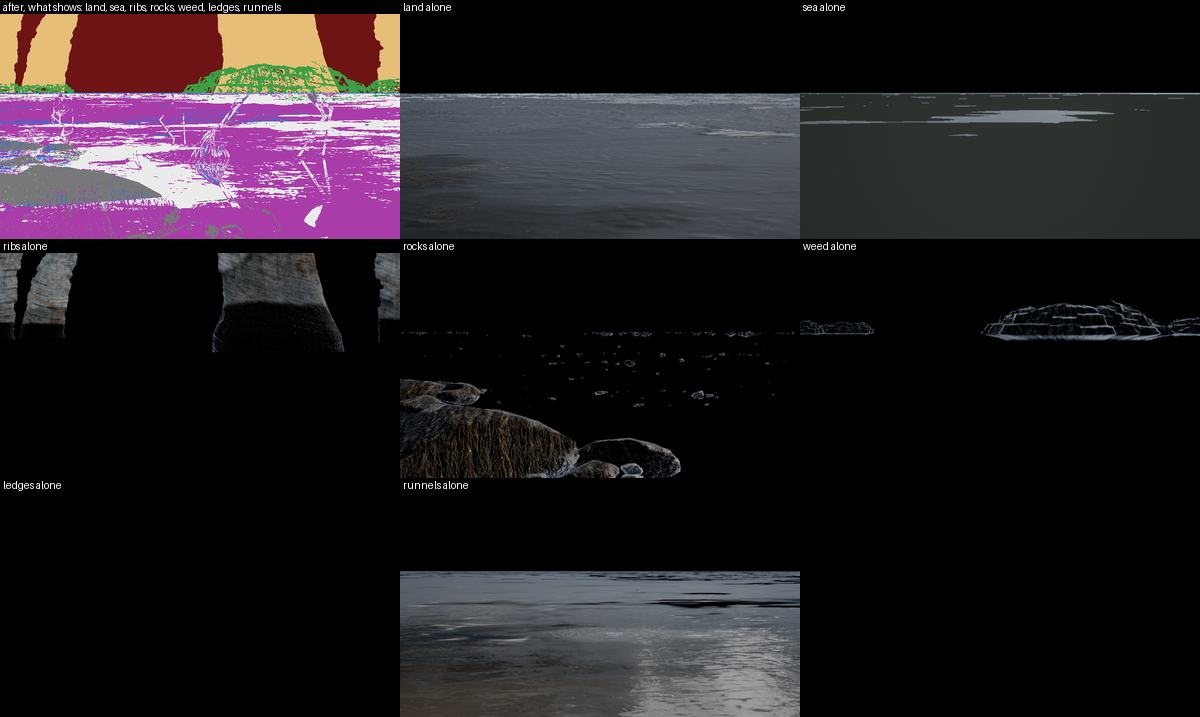 after, what shows: land, sea, ribs, rocks, weed, ledges, runnels
land alone
sea alone
ribs alone
rocks alone
weed alone
ledges alone
runnels alone